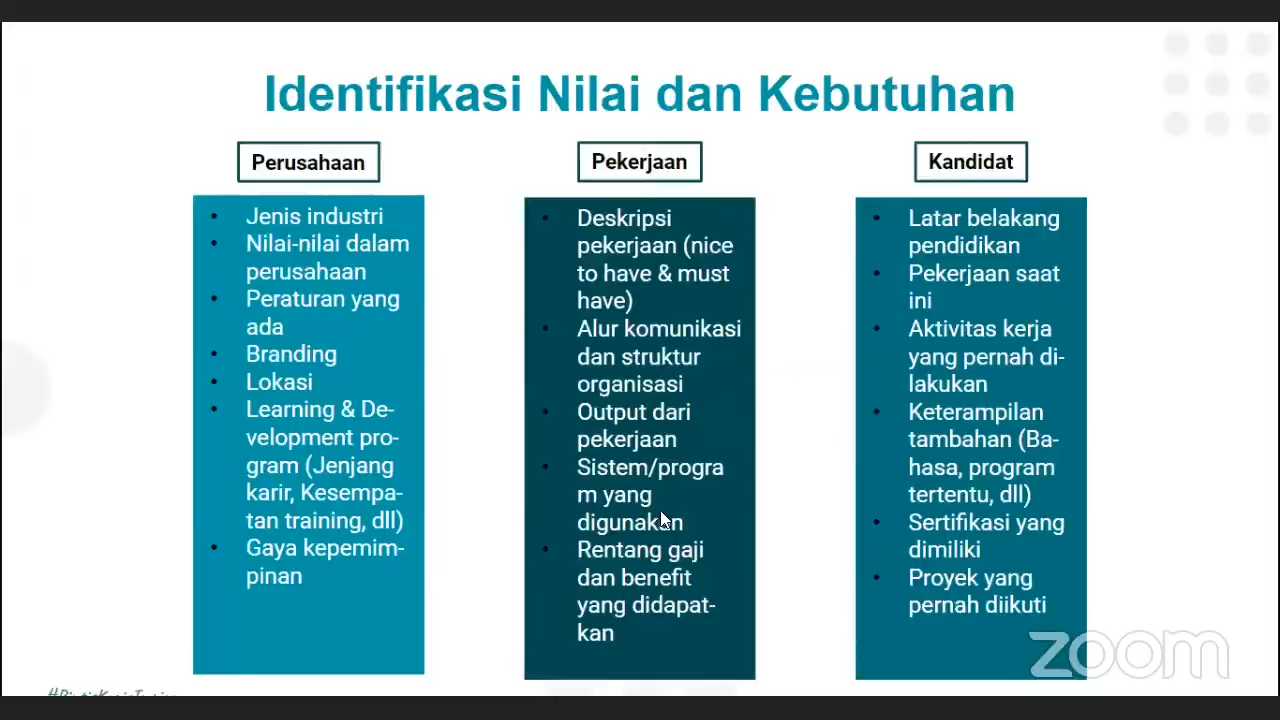 Identifikasi Nilai dan Kebutuhan
Perusahaan
• Jenis industri
• Nilai-nilai dalam
perusahaan
• Peraturan yang
ada
• Branding
• Lokasi
• Learning & De-
velopment pro-
gram (Jenjang
karir, Kesempa-
tan training, dll)
• Gaya kepemim-
pinan
Pekerjaan
• Deskripsi
pekerjaan (nice
to have & must
have)
• Alur komunikasi
dan struktur
organisasi
• Output dari
pekerjaan
• Sistem/progra
m yang
digunakan
• Rentang gaji
dan benefit
yang didapat-
kan
Kandidat
• Latar belakang
pendidikan
• Pekerjaan saat
ini
• Aktivitas kerja
yang pernah di-
lakukan
• Keterampilan
tambahan (Ba-
hasa, program
tertentu, dll)
• Sertifikasi yang
dimiliki
• Proyek yang
pernah diikuti
zoom